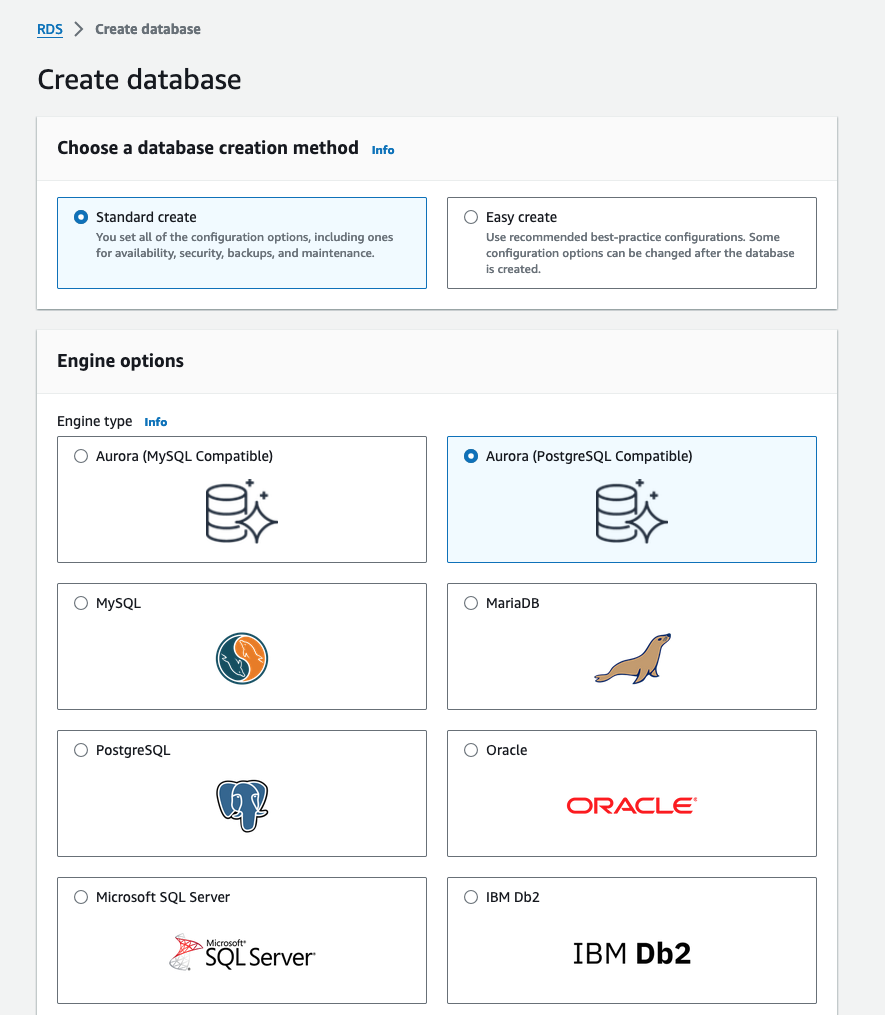 RDS > Create database
Create database
Choose a database creation method Info
Standard create
You set all of the configuration options, including ones
for availability, security, backups, and maintenance.
Easy create
Use recommended best-practice configurations. Some
configuration options can be changed after the database
is created.
Engine options
Engine type Info
Aurora (MySQL Compatible)
Aurora (PostgreSQL Compatible)
MySQL
MariaDB
PostgreSQL
Oracle
ORACLE®
Microsoft SQL Server
Microsoft®
SQL Server®
IBM Db2
IBM Db2